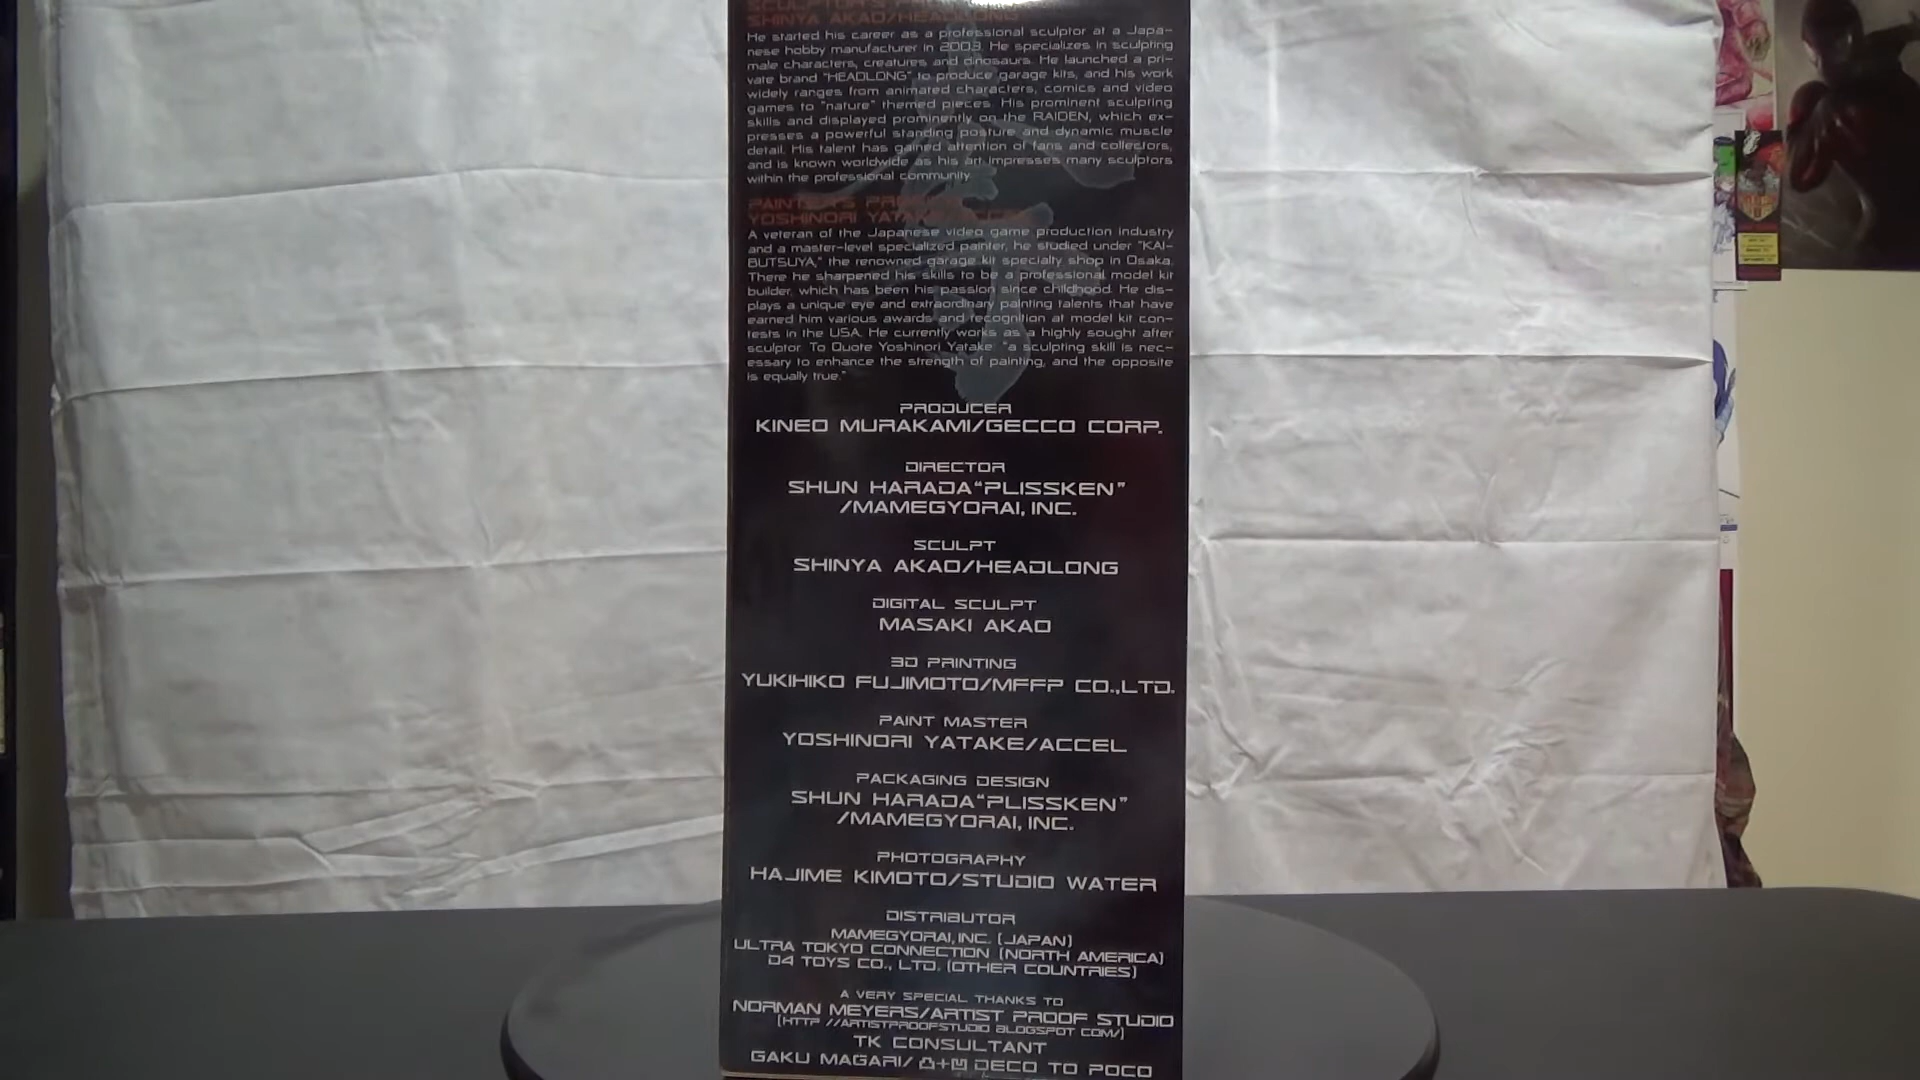 SCULPTOR'S
SHINYA AKAO/HEADLONG
He started his career as a professional sculptor at a Japa-
nese hobby manufacturer in 2003. He specializes in sculpting
male characters, creatures and dinosaurs. He launched a pri-
vate brand "HEADLONG" to produce garage kits, and his work
widely ranges from animated characters, comics and video
games to "nature" themed pieces. His prominent sculpting
skills and displayed prominently on the RAIDEN, which ex-
presses a powerful standing posture and dynamic muscle
detail. His talent has gained attention of fans and collectors,
and is known worldwide as his art impresses many sculptors
within the professional community.
PAINTER'S
YOSHINORI YATAKE/ACCEL
A veteran of the Japanese video game production industry
and a master-level specialized painter, he studied under "KAI-
BUTSUYA," the renowned garage kit specialty shop in Osaka.
There he sharpened his skills to be a professional model kit
builder, which has been his passion since childhood. He dis-
plays a unique eye and extraordinary painting talents that have
earned him various awards and recognition at model kit con-
tests in the USA. He currently works as a highly sought after
sculptor. To Quote Yoshinori Yatake "a sculpting skill is nec-
essary to enhance the strength of painting, and the opposite
is equally true."
PRODUCER
KINEO MURAKAMI/GECCO CORP.
DIRECTOR
SHUN HARADA"PLISSKEN"
/MAMEGYORAI, INC.
SCULPT
SHINYA AKAO/HEADLONG
DIGITAL SCULPT
MASAKI AKAO
3D PRINTING
YUKIHIKO FUJIMOTO/MFFP CO.,LTD.
PAINT MASTER
YOSHINORI YATAKE/ACCEL
PACKAGING DESIGN
SHUN HARADA"PLISSKEN"
/MAMEGYORAI, INC.
PHOTOGRAPHY
HAJIME KIMOTO/STUDIO WATER
DISTRIBUTOR
MAMEGYORAI, INC. (JAPAN)
ULTRA TOKYO CONNECTION (NORTH AMERICA)
D4 TOYS CO., LTD. (OTHER COUNTRIES)
A VERY SPECIAL THANKS TO
NORMAN MEYERS/ARTIST PROOF STUDIO
(HTTP://ARTISTPROOFSTUDIO.BLOGSPOT.COM/)
TK CONSULTANT
GAKU MAGARI/ 凸+凹 DECO TO POCO